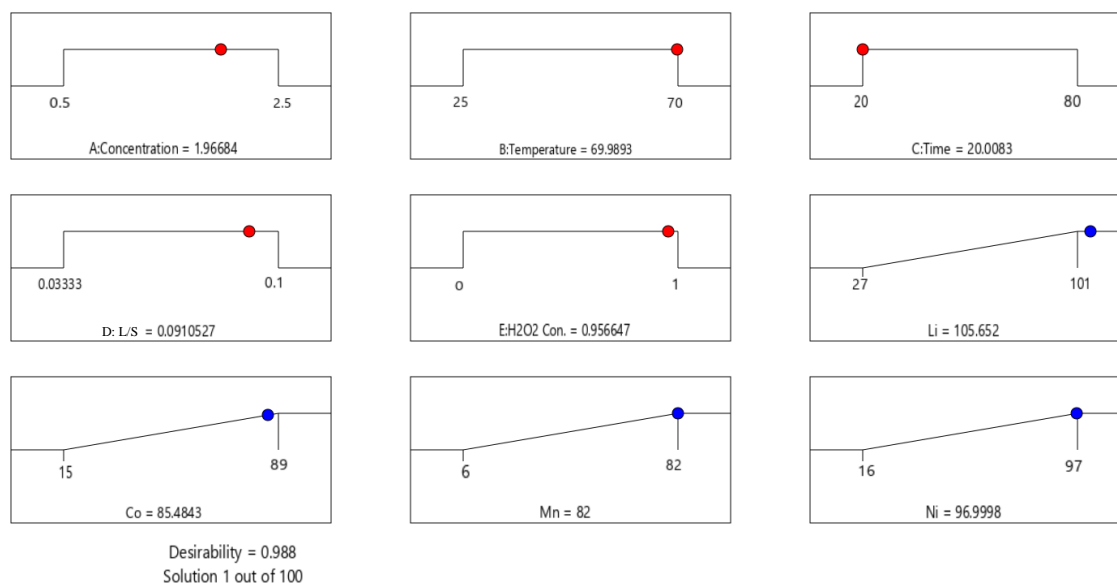 0.5 2.5
A:Concentration = 1.96684
25 70
B:Temperature = 69.9893
20 80
C:Time = 20.0083
0.03333 0.1
D: L/S = 0.0910527
0 1
E:H2O2 Con. = 0.956647
27 101
Li = 105.652
15 89
Co = 85.4843
6 82
Mn = 82
16 97
Ni = 96.9998
Desirability = 0.988
Solution 1 out of 100